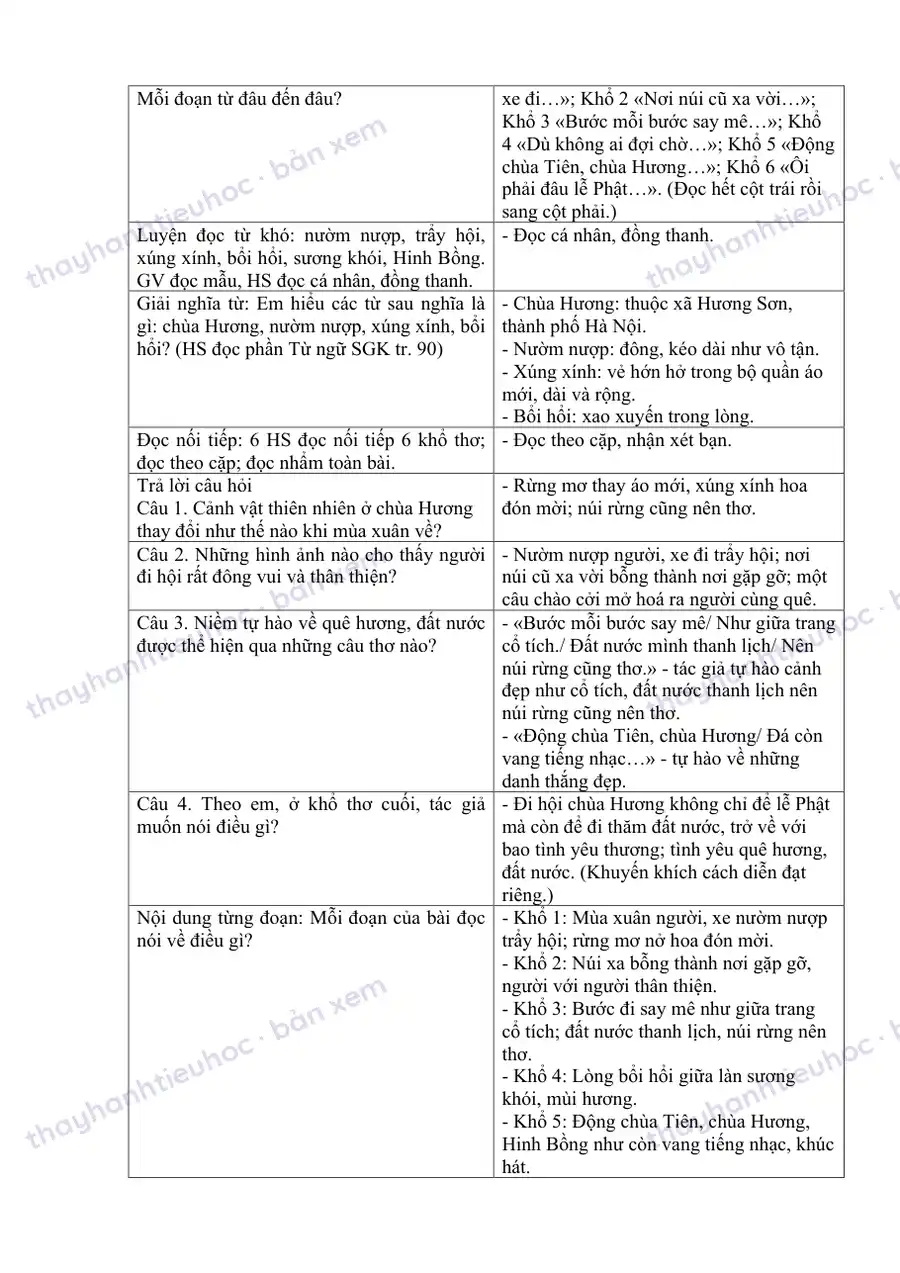 Mỗi đoạn từ đâu đến đâu?
xe đi…»; Khổ 2 «Nơi núi cũ xa vời…»;
Khổ 3 «Bước mỗi bước say mê…»; Khổ
4 «Dù không ai đợi chờ…»; Khổ 5 «Động
chùa Tiên, chùa Hương…»; Khổ 6 «Ôi
phải đâu lễ Phật…». (Đọc hết cột trái rồi
sang cột phải.)
Luyện đọc từ khó: nườm nượp, trẩy hội,
xúng xính, bổi hổi, sương khói, Hinh Bồng.
GV đọc mẫu, HS đọc cá nhân, đồng thanh.
- Đọc cá nhân, đồng thanh.
Giải nghĩa từ: Em hiểu các từ sau nghĩa là
gì: chùa Hương, nườm nượp, xúng xính, bổi
hổi? (HS đọc phần Từ ngữ SGK tr. 90)
- Chùa Hương: thuộc xã Hương Sơn,
thành phố Hà Nội.
- Nườm nượp: đông, kéo dài như vô tận.
- Xúng xính: vẻ hớn hở trong bộ quần áo
mới, dài và rộng.
- Bổi hổi: xao xuyến trong lòng.
Đọc nối tiếp: 6 HS đọc nối tiếp 6 khổ thơ;
đọc theo cặp; đọc nhẩm toàn bài.
- Đọc theo cặp, nhận xét bạn.
Trả lời câu hỏi
Câu 1. Cảnh vật thiên nhiên ở chùa Hương
thay đổi như thế nào khi mùa xuân về?
- Rừng mơ thay áo mới, xúng xính hoa
đón mời; núi rừng cũng nên thơ.
Câu 2. Những hình ảnh nào cho thấy người
đi hội rất đông vui và thân thiện?
- Nườm nượp người, xe đi trẩy hội; nơi
núi cũ xa vời bỗng thành nơi gặp gỡ; một
câu chào cởi mở hoá ra người cùng quê.
Câu 3. Niềm tự hào về quê hương, đất nước
được thể hiện qua những câu thơ nào?
- «Bước mỗi bước say mê/ Như giữa trang
cổ tích./ Đất nước mình thanh lịch/ Nên
núi rừng cũng thơ.» - tác giả tự hào cảnh
đẹp như cổ tích, đất nước thanh lịch nên
núi rừng cũng nên thơ.
- «Động chùa Tiên, chùa Hương/ Đá còn
vang tiếng nhạc…» - tự hào về những
danh thắng đẹp.
Câu 4. Theo em, ở khổ thơ cuối, tác giả
muốn nói điều gì?
- Đi hội chùa Hương không chỉ để lễ Phật
mà còn để đi thăm đất nước, trở về với
bao tình yêu thương; tình yêu quê hương,
đất nước. (Khuyến khích cách diễn đạt
riêng.)
Nội dung từng đoạn: Mỗi đoạn của bài đọc
nói về điều gì?
- Khổ 1: Mùa xuân người, xe nườm nượp
trẩy hội; rừng mơ nở hoa đón mời.
- Khổ 2: Núi xa bỗng thành nơi gặp gỡ,
người với người thân thiện.
- Khổ 3: Bước đi say mê như giữa trang
cổ tích; đất nước thanh lịch, núi rừng nên
thơ.
- Khổ 4: Lòng bổi hổi giữa làn sương
khói, mùi hương.
- Khổ 5: Động chùa Tiên, chùa Hương,
Hinh Bồng như còn vang tiếng nhạc, khúc
hát.
thayhanhtieuhoc · bản xem
thayhanhtieuhoc · b
thayhanhtieuhoc · bản xem
thayhanhtieuhoc · b
thayhanhtieuhoc · bản xem
thayhanhtieuhoc · b